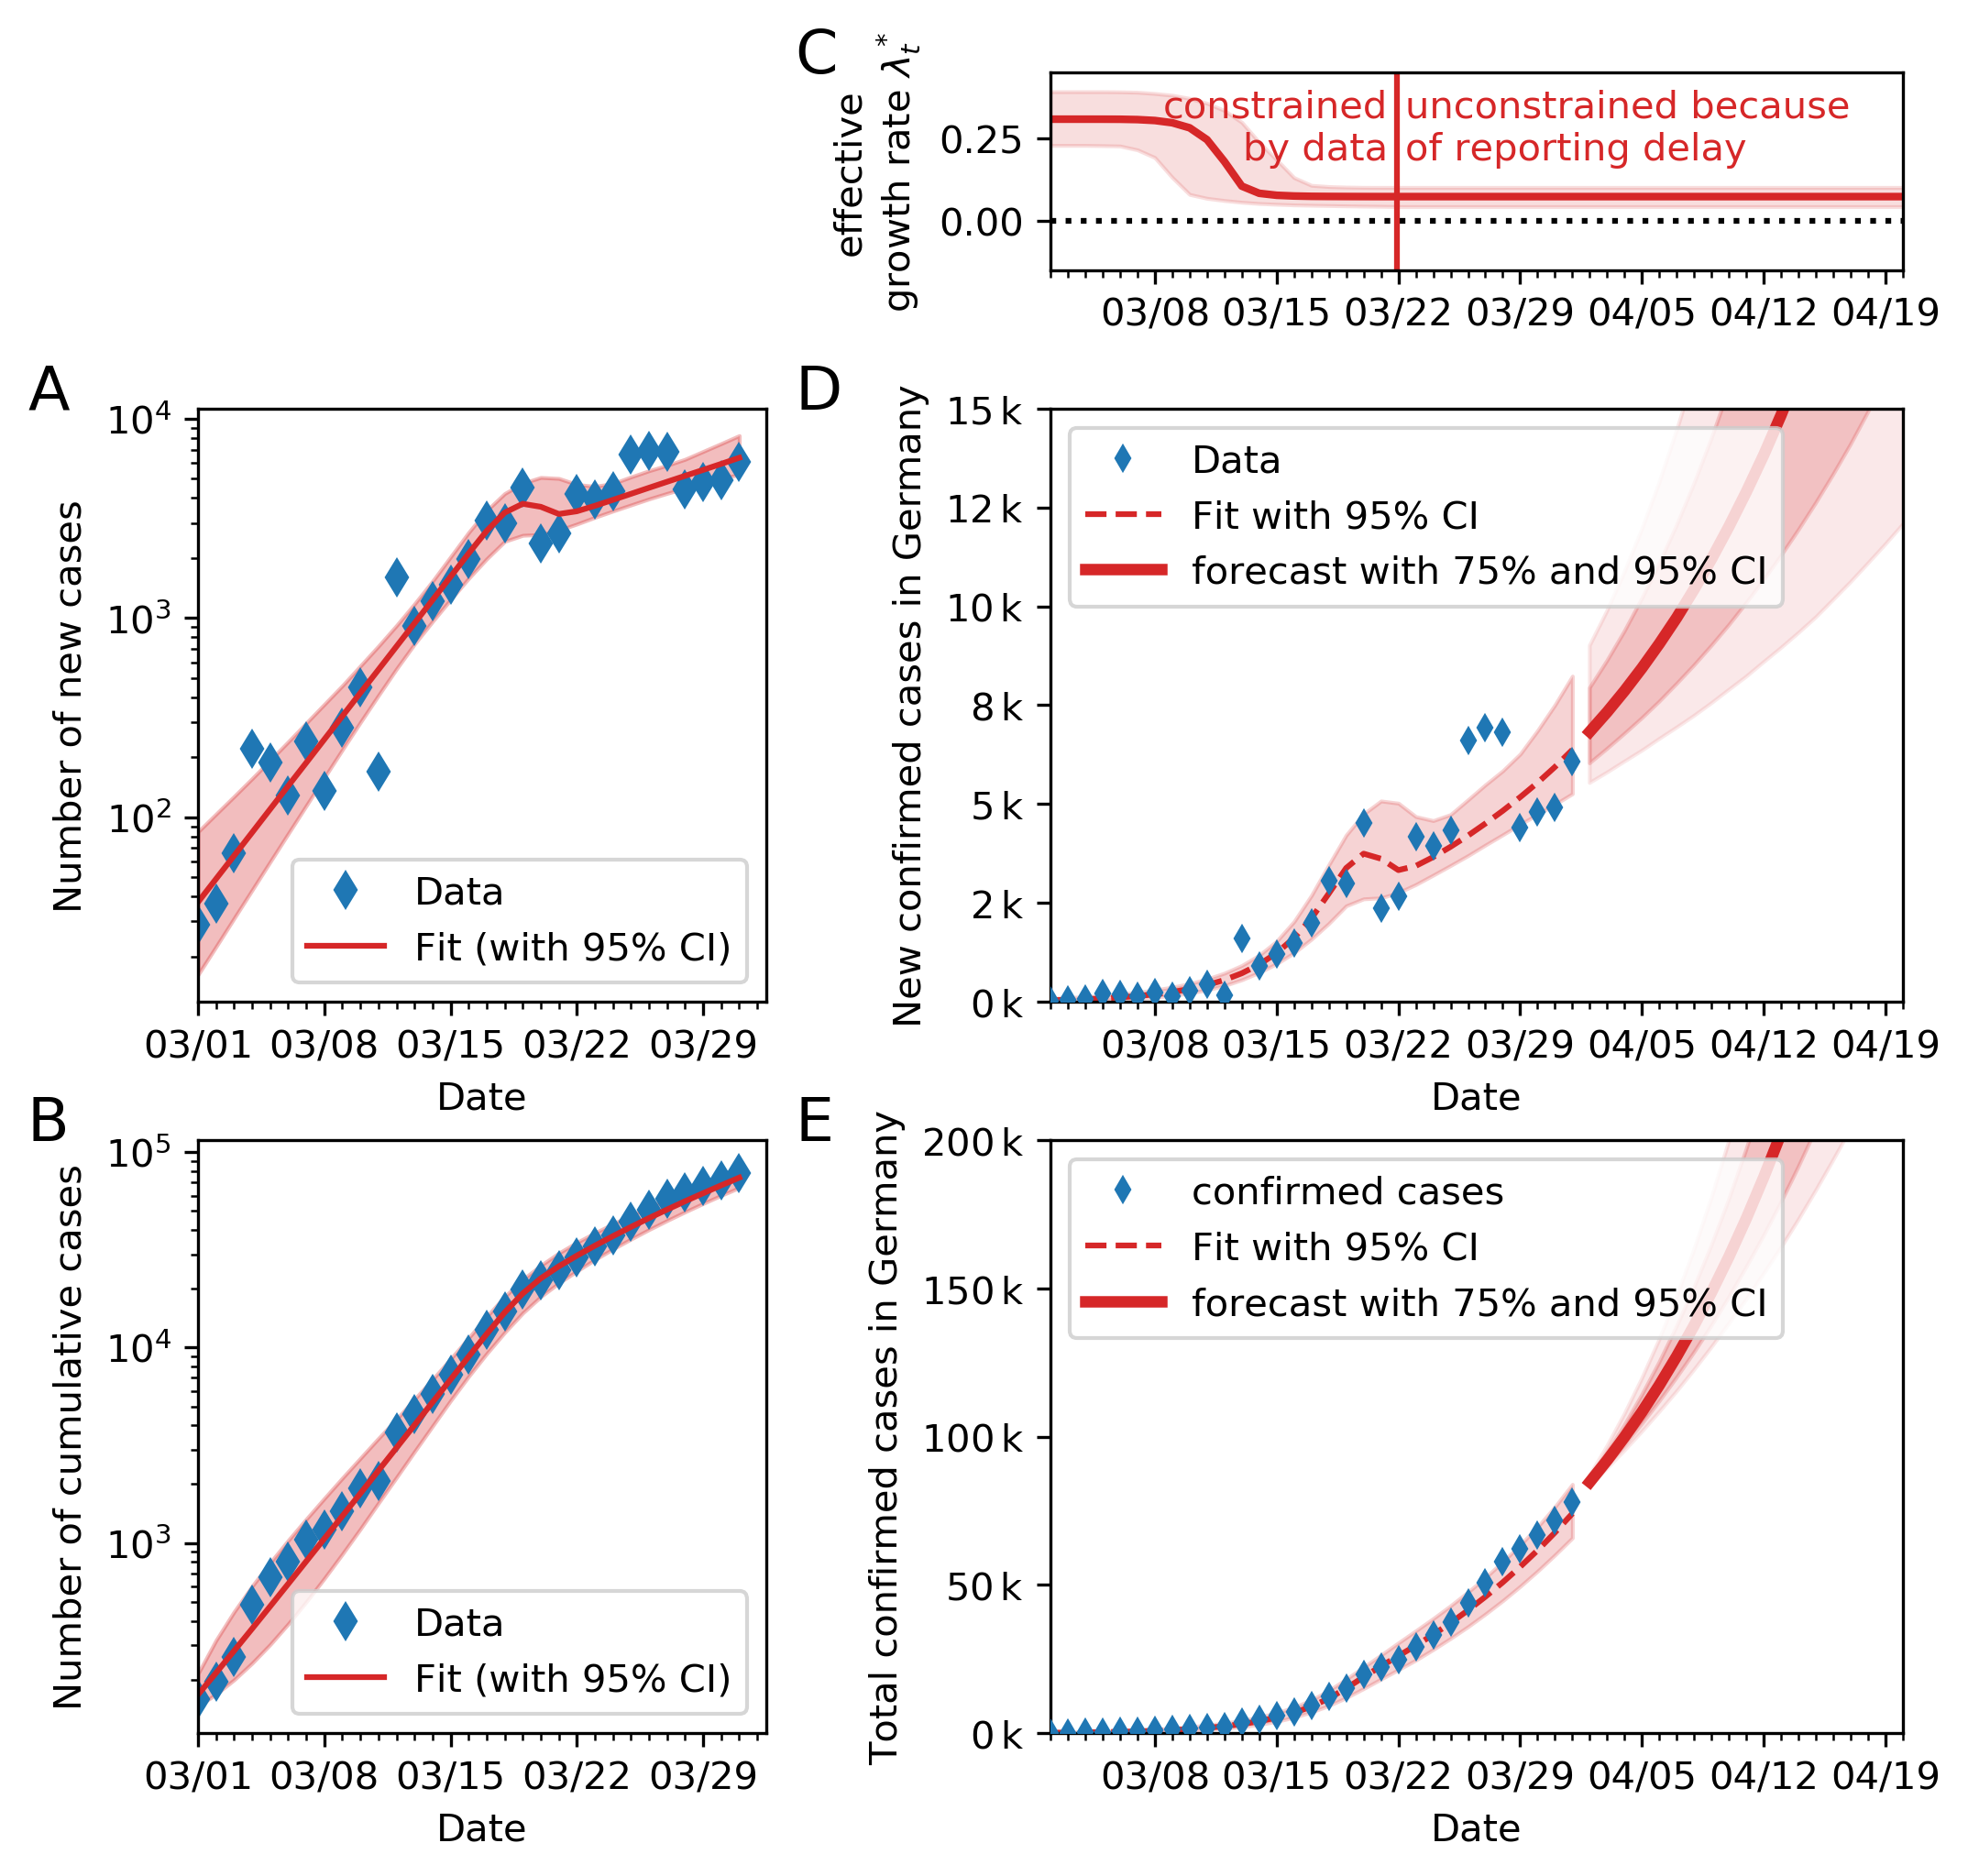 C
effective
growth rate λ*t
constrained
by data
unconstrained because
of reporting delay
0.25
0.00
03/08 03/15 03/22 03/29 04/05 04/12 04/19
A
Number of new cases
10^4
10^3
10^2
Data
Fit (with 95% CI)
03/01 03/08 03/15 03/22 03/29
Date
D
New confirmed cases in Germany
15 k
12 k
10 k
8 k
5 k
2 k
0 k
Data
Fit with 95% CI
forecast with 75% and 95% CI
03/08 03/15 03/22 03/29 04/05 04/12 04/19
Date
B
Number of cumulative cases
10^5
10^4
10^3
Data
Fit (with 95% CI)
03/01 03/08 03/15 03/22 03/29
Date
E
Total confirmed cases in Germany
200 k
150 k
100 k
50 k
0 k
confirmed cases
Fit with 95% CI
forecast with 75% and 95% CI
03/08 03/15 03/22 03/29 04/05 04/12 04/19
Date